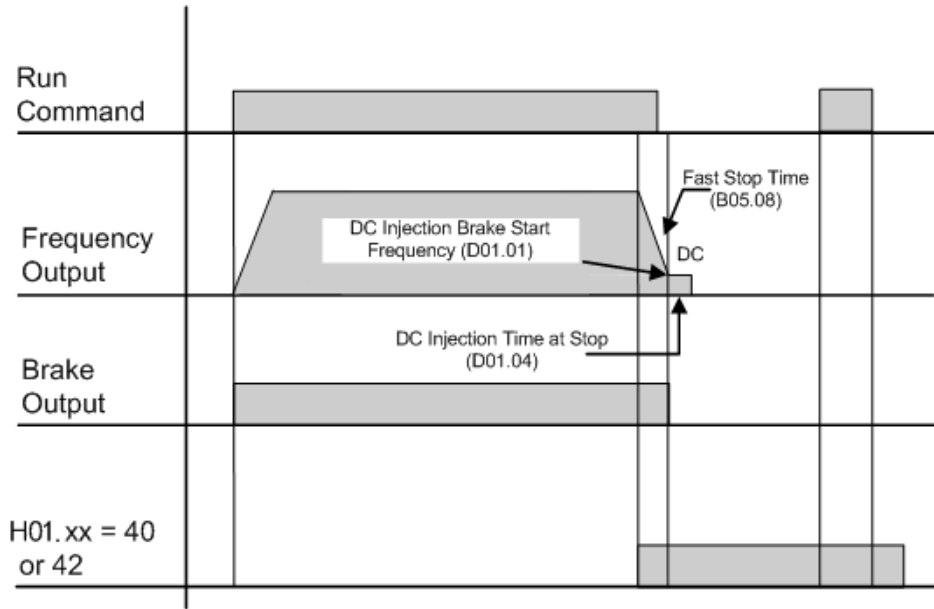 Run
Command
Fast Stop Time
(B05.08)
DC Injection Brake Start
Frequency (D01.01)
Frequency
Output
DC
DC Injection Time at Stop
(D01.04)
Brake
Output
H01.xx = 40
or 42